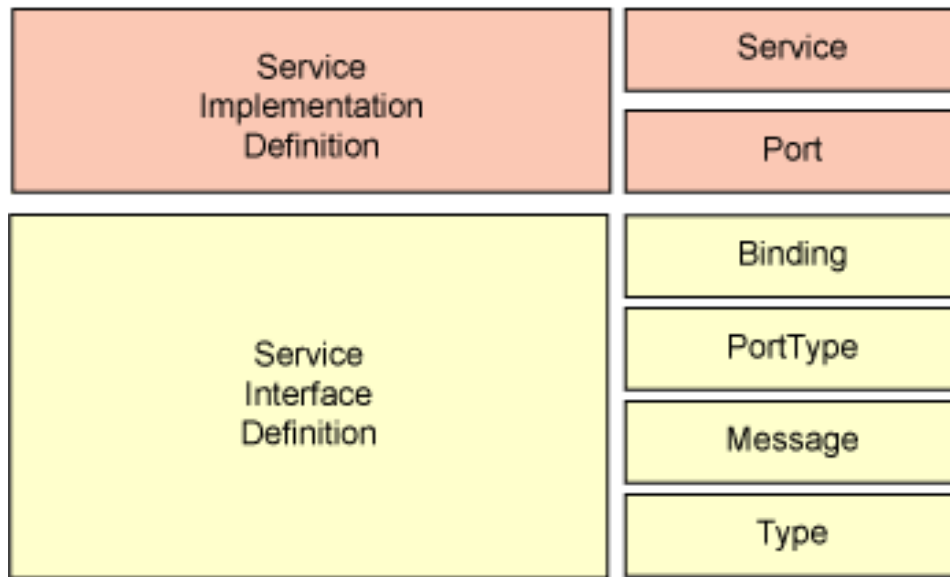 Service
Implementation
Definition
Service
Port
Service
Interface
Definition
Binding
PortType
Message
Type